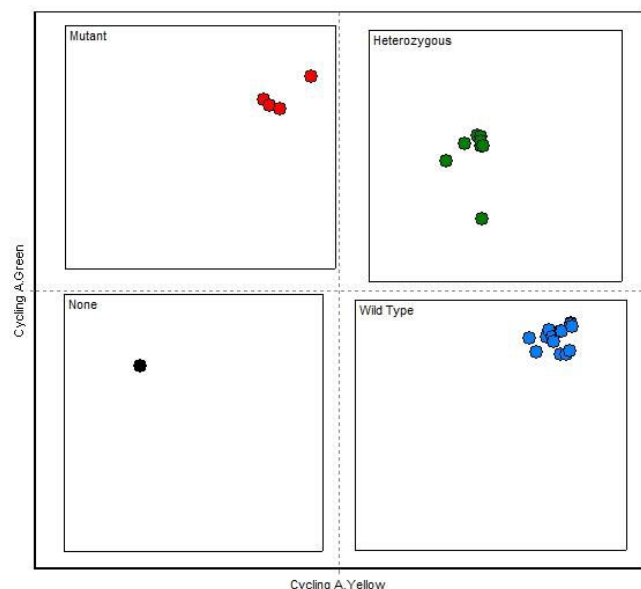 Mutant
Heterozygous
Cycling A.Green
None
Wild Type
Cycling A.Yellow